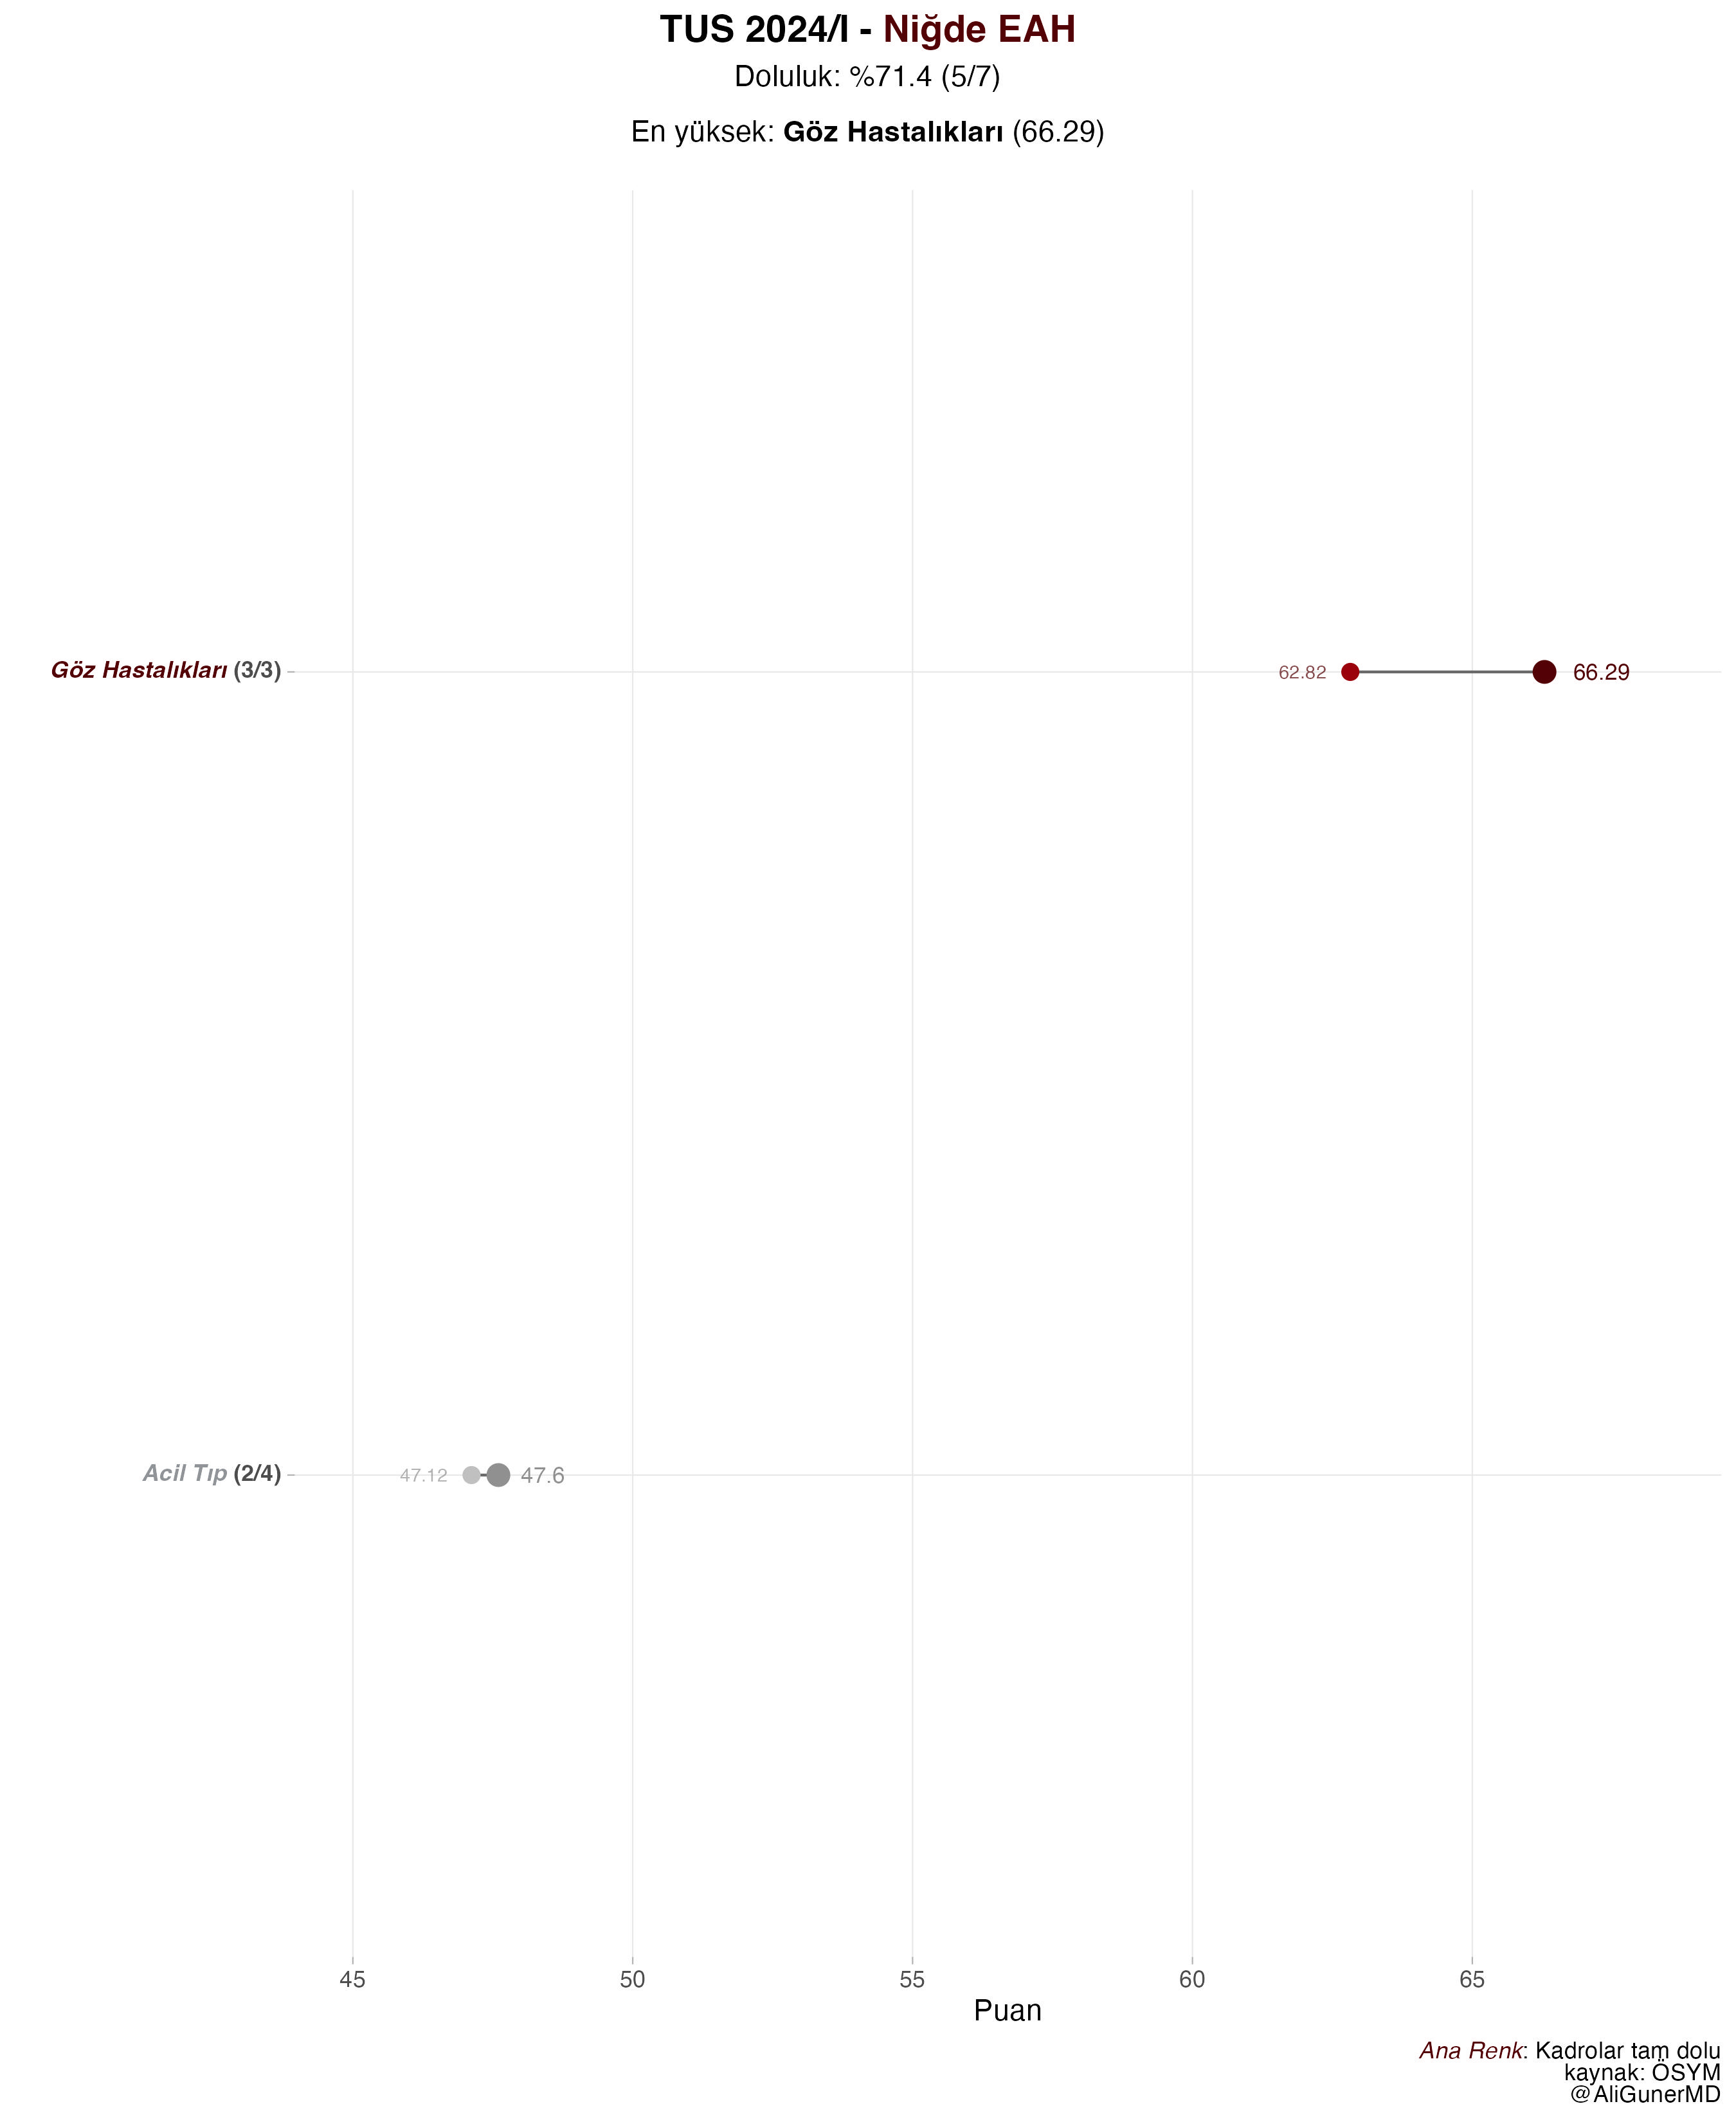 TUS 2024/I - Niğde EAH
Doluluk: %71.4 (5/7)
En yüksek: Göz Hastalıkları (66.29)
Göz Hastalıkları (3/3)
62.82
66.29
Acil Tıp (2/4)
47.12
47.6
45
50
55
60
65
Puan
Ana Renk: Kadrolar tam dolu
kaynak: ÖSYM
@AliGunerMD